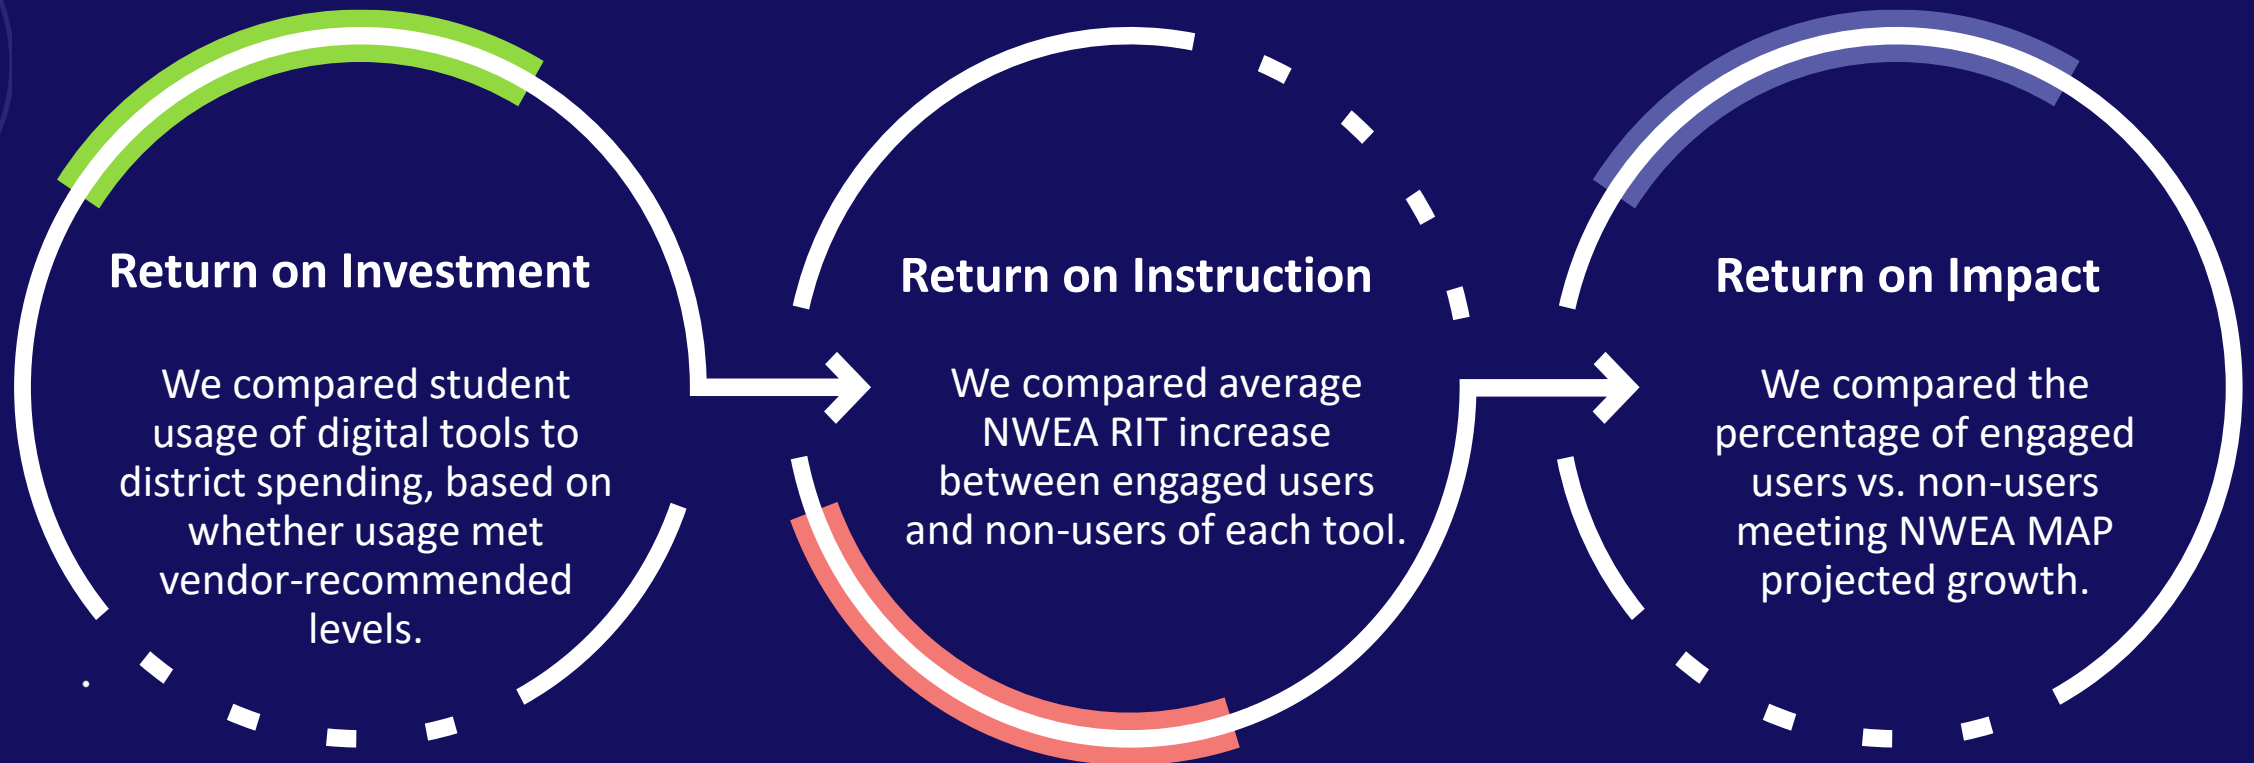 Return on Investment
We compared student
usage of digital tools to
district spending, based on
whether usage met
vendor-recommended
levels.
Return on Instruction
We compared average
NWEA RIT increase
between engaged users
and non-users of each tool.
Return on Impact
We compared the
percentage of engaged
users vs. non-users
meeting NWEA MAP
projected growth.